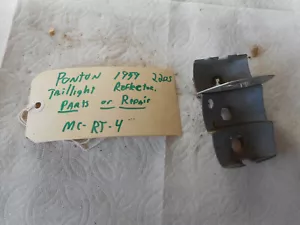 PONTON 1959 220S
Taillight Reflector
PARTS or Repair
MC-RT-4